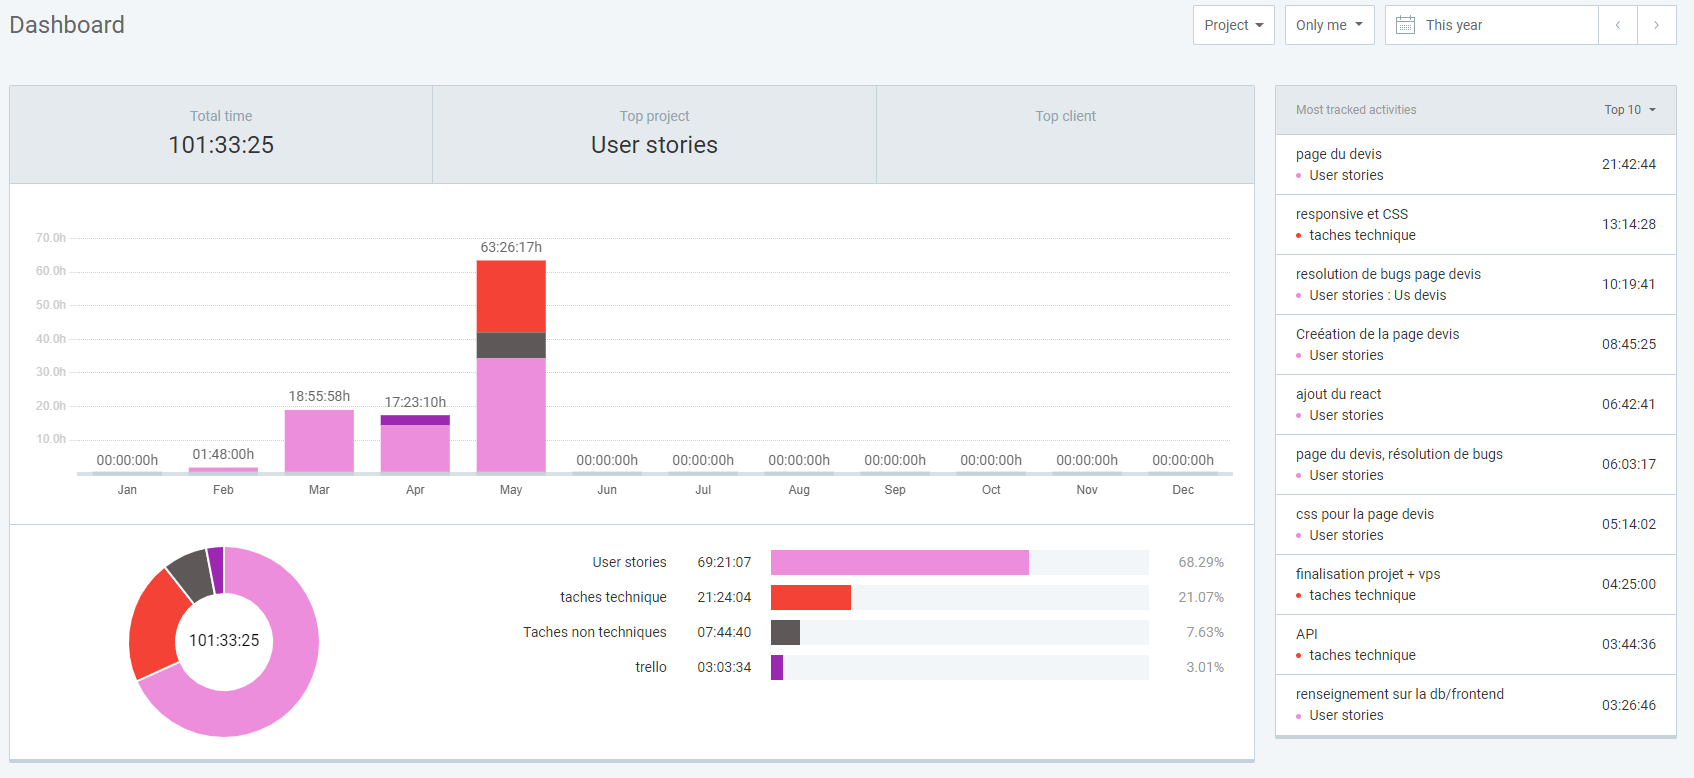 Dashboard
Project
Only me
This year
Total time
101:33:25
Top project
User stories
Top client
70.0h
60.0h
50.0h
40.0h
30.0h
20.0h
10.0h
00:00:00h
01:48:00h
18:55:58h
17:23:10h
63:26:17h
00:00:00h
00:00:00h
00:00:00h
00:00:00h
00:00:00h
00:00:00h
00:00:00h
Jan
Feb
Mar
Apr
May
Jun
Jul
Aug
Sep
Oct
Nov
Dec
101:33:25
User stories 69:21:07 68.29%
taches technique 21:24:04 21.07%
Taches non techniques 07:44:40 7.63%
trello 03:03:34 3.01%
Most tracked activities Top 10
page du devis
User stories
21:42:44
responsive et CSS
taches technique
13:14:28
resolution de bugs page devis
User stories : Us devis
10:19:41
Creéation de la page devis
User stories
08:45:25
ajout du react
User stories
06:42:41
page du devis, résolution de bugs
User stories
06:03:17
css pour la page devis
User stories
05:14:02
finalisation projet + vps
taches technique
04:25:00
API
taches technique
03:44:36
renseignement sur la db/frontend
User stories
03:26:46